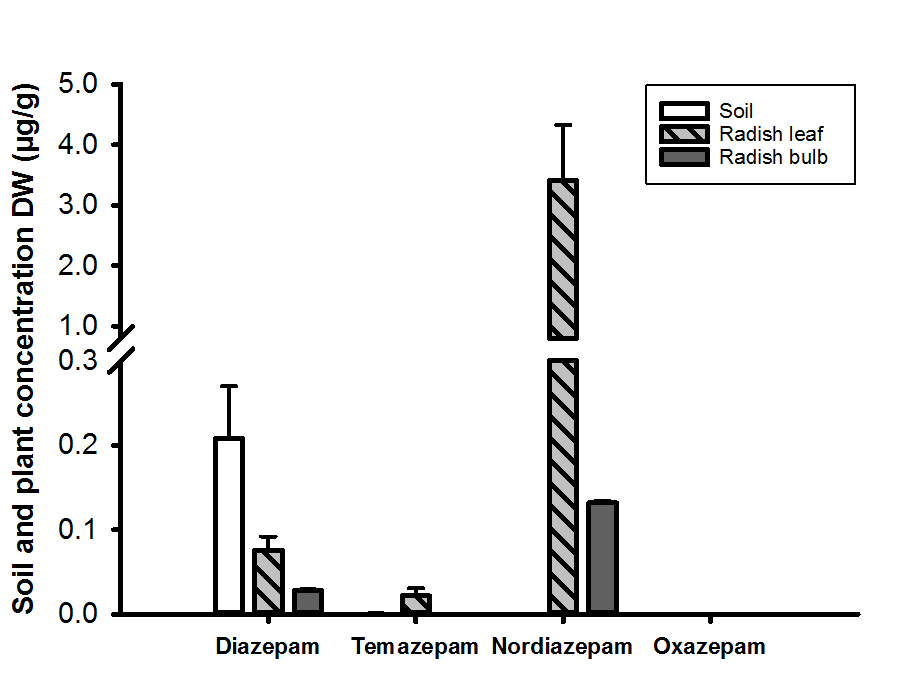 Soil and plant concentration DW (µg/g)
5.0
4.0
3.0
2.0
1.0
0.3
0.2
0.1
0.0
Soil
Radish leaf
Radish bulb
Diazepam Temazepam Nordiazepam Oxazepam